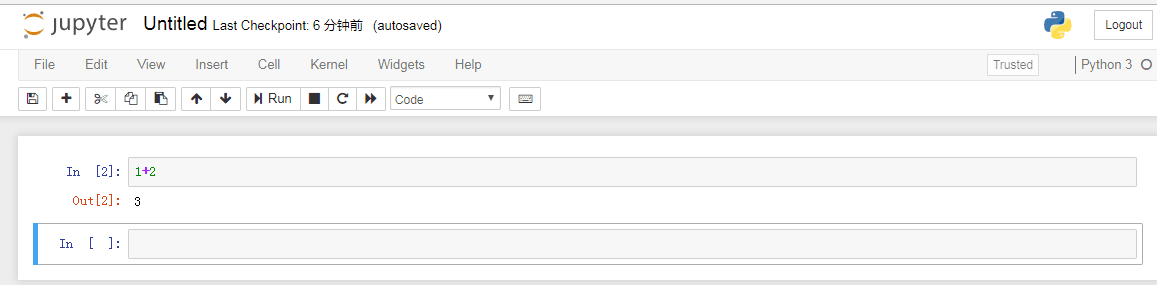 jupyter Untitled Last Checkpoint: 6 分钟前 (autosaved) Logout
File Edit View Insert Cell Kernel Widgets Help Trusted Python 3
Run Code
In [2]: 1+2
Out[2]: 3
In [ ]: